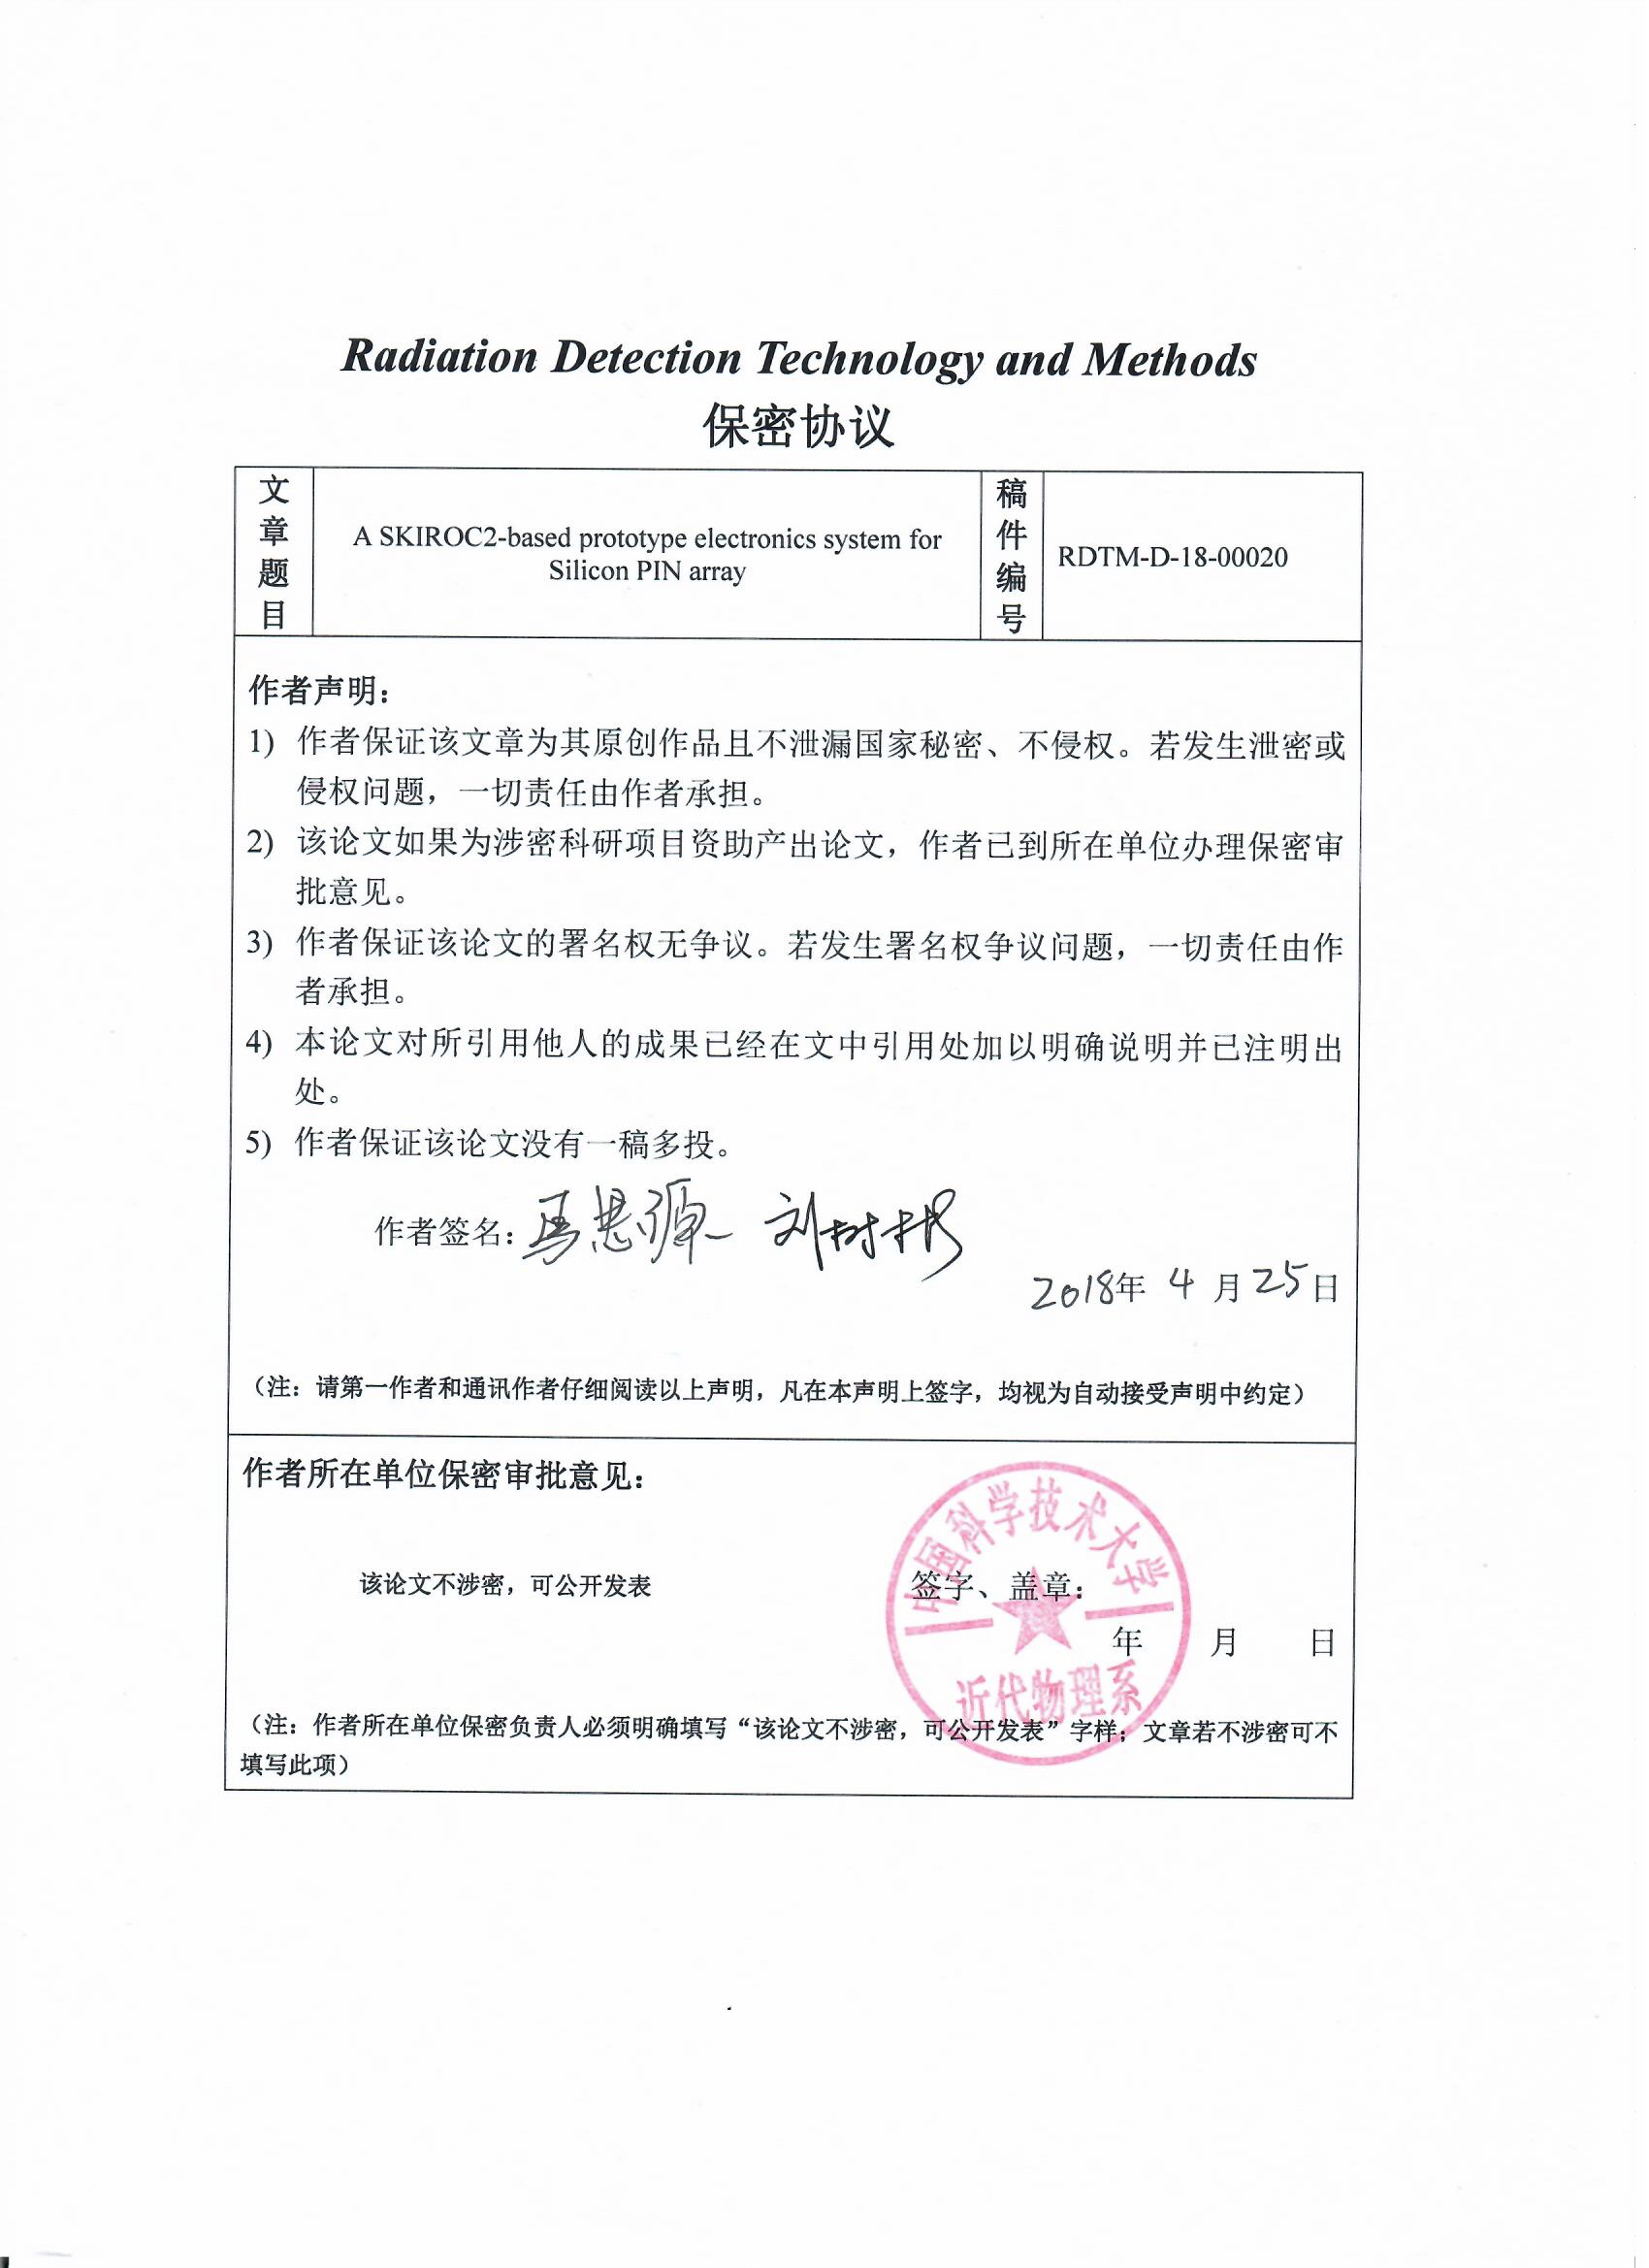 Radiation Detection Technology and Methods
保密协议
文章题目
A SKIROC2-based prototype electronics system for
Silicon PIN array
稿件编号
RDTM-D-18-00020
作者声明：
1) 作者保证该文章为其原创作品且不泄漏国家秘密、不侵权。若发生泄密或
侵权问题，一切责任由作者承担。
2) 该论文如果为涉密科研项目资助产出论文，作者已到所在单位办理保密审
批意见。
3) 作者保证该论文的署名权无争议。若发生署名权争议问题，一切责任由作
者承担。
4) 本论文对所引用他人的成果已经在文中引用处加以明确说明并已注明出
处。
5) 作者保证该论文没有一稿多投。
作者签名：马思源 刘树彬
2018年 4 月 25 日
（注：请第一作者和通讯作者仔细阅读以上声明，凡在本声明上签字，均视为自动接受声明中约定）
作者所在单位保密审批意见：
中国科学技术大学
该论文不涉密，可公开发表
签字、盖章：
年 月 日
近代物理系
（注：作者所在单位保密负责人必须明确填写“该论文不涉密，可公开发表”字样；文章若不涉密可不
填写此项）